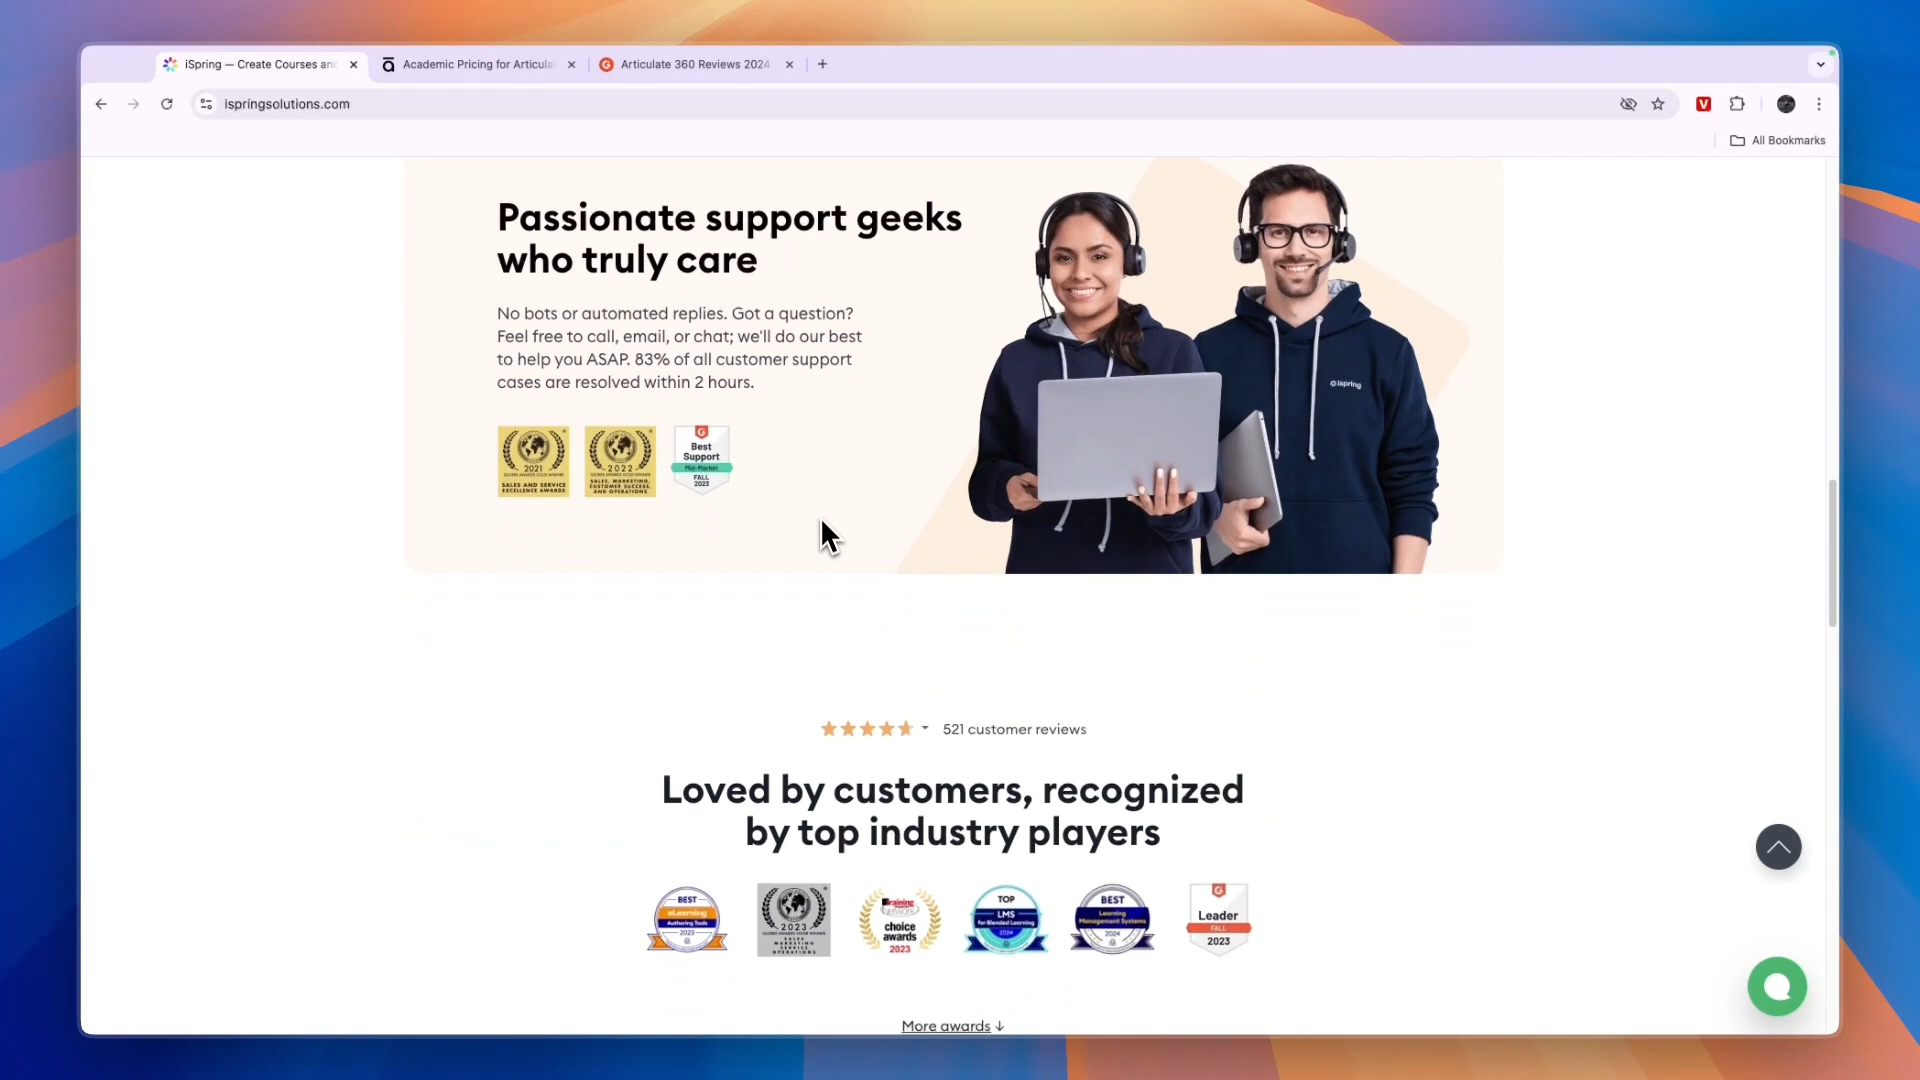 iSpring — Create Courses an
Academic Pricing for Articula
Articulate 360 Reviews 2024
ispringsolutions.com
All Bookmarks
Passionate support geeks
who truly care
No bots or automated replies. Got a question?
Feel free to call, email, or chat; we'll do our best
to help you ASAP. 83% of all customer support
cases are resolved within 2 hours.
ispring
2021
SALES AND SERVICE
EXCELLENCE AWARDS
2022
SALES, MARKETING,
CUSTOMER SUCCESS,
AND OPERATIONS
Best
Support
Mid-Market
FALL
2023
521 customer reviews
Loved by customers, recognized
by top industry players
BEST
eLearning
Authoring Tools
2023
2023
SALES
MARKETING
SERVICE
OPERATIONS
training
choice
awards
2023
TOP
LMS
for Blended Learning
2024
BEST
Learning
Management Systems
2024
Leader
FALL
2023
More awards ↓